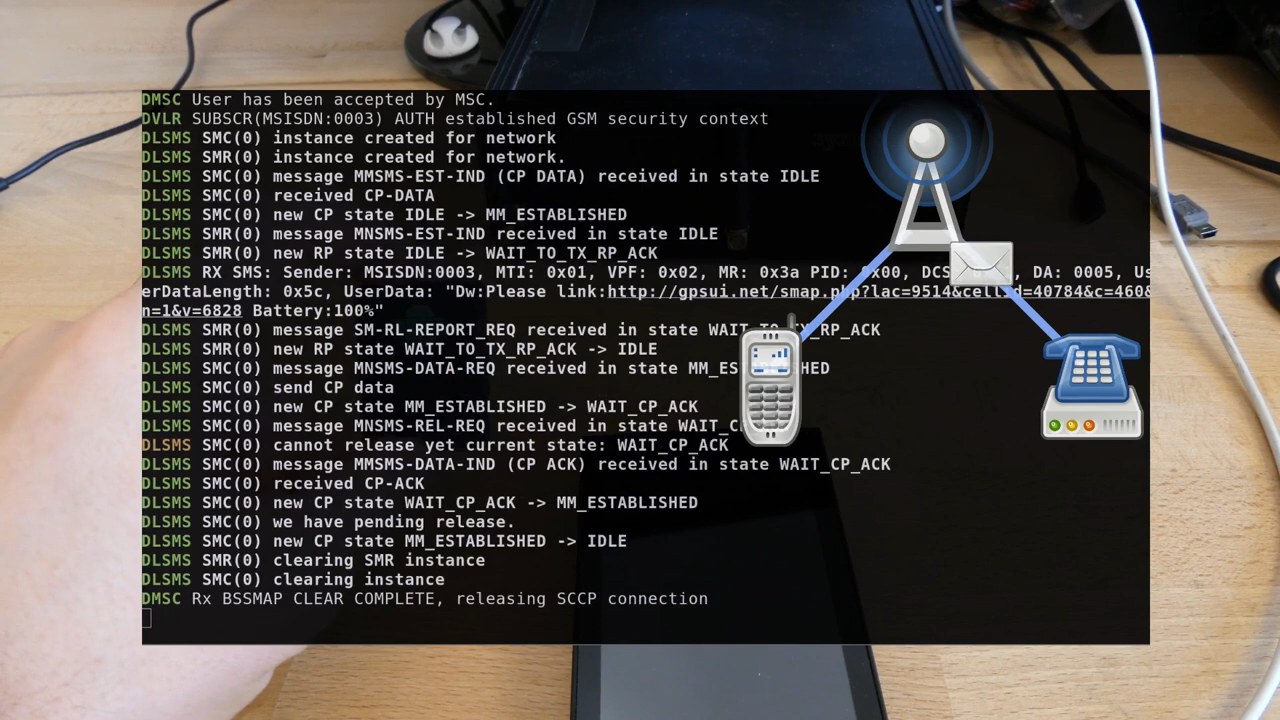 DMSC User has been accepted by MSC.
DVLR SUBSCR(MSISDN:0003) AUTH established GSM security context
DLSMS SMC(0) instance created for network
DLSMS SMR(0) instance created for network.
DLSMS SMC(0) message MMSMS-EST-IND (CP DATA) received in state IDLE
DLSMS SMC(0) received CP-DATA
DLSMS SMC(0) new CP state IDLE -> MM_ESTABLISHED
DLSMS SMR(0) message MNSMS-EST-IND received in state IDLE
DLSMS SMR(0) new RP state IDLE -> WAIT_TO_TX_RP_ACK
DLSMS RX SMS: Sender: MSISDN:0003, MTI: 0x01, VPF: 0x02, MR: 0x3a PID: 0x00, DCS DA: 0005, Us
erDataLength: 0x5c, UserData: "Dw:Please link:http://gpsui.net/smap.php?lac=9514&cellid=40784&c=460&
n=1&v=6828 Battery:100%"
DLSMS SMR(0) message SM-RL-REPORT_REQ received in state WAIT_TO_TX_RP_ACK
DLSMS SMR(0) new RP state WAIT_TO_TX_RP_ACK -> IDLE
DLSMS SMC(0) message MNSMS-DATA-REQ received in state MM_ESTABLISHED
DLSMS SMC(0) send CP data
DLSMS SMC(0) new CP state MM_ESTABLISHED -> WAIT_CP_ACK
DLSMS SMC(0) message MNSMS-REL-REQ received in state WAIT_C
DLSMS SMC(0) cannot release yet current state: WAIT_CP_ACK
DLSMS SMC(0) message MMSMS-DATA-IND (CP ACK) received in state WAIT_CP_ACK
DLSMS SMC(0) received CP-ACK
DLSMS SMC(0) new CP state WAIT_CP_ACK -> MM_ESTABLISHED
DLSMS SMC(0) we have pending release.
DLSMS SMC(0) new CP state MM_ESTABLISHED -> IDLE
DLSMS SMR(0) clearing SMR instance
DLSMS SMC(0) clearing instance
DMSC Rx BSSMAP CLEAR COMPLETE, releasing SCCP connection